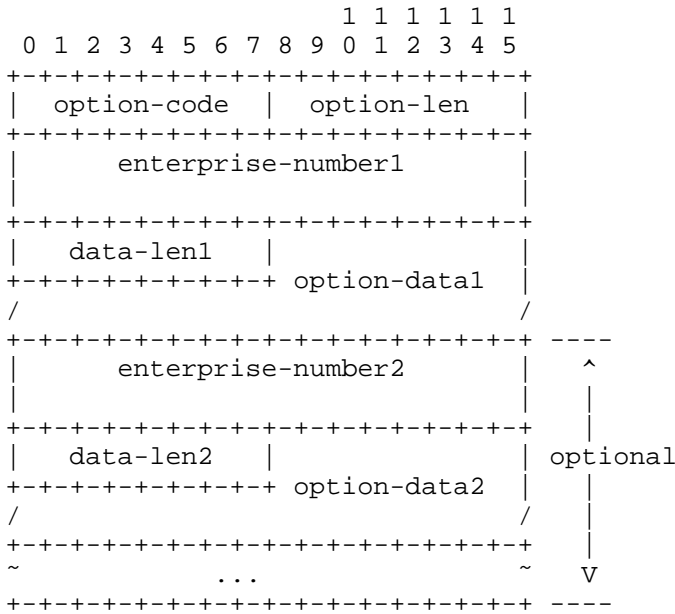 1 1 1 1 1 1
 0 1 2 3 4 5 6 7 8 9 0 1 2 3 4 5
+-+-+-+-+-+-+-+-+-+-+-+-+-+-+-+-+
|  option-code  |  option-len   |
+-+-+-+-+-+-+-+-+-+-+-+-+-+-+-+-+
|      enterprise-number1       |
|                               |
+-+-+-+-+-+-+-+-+-+-+-+-+-+-+-+-+
|   data-len1   |               |
+-+-+-+-+-+-+-+-+ option-data1  |
/                               /
+-+-+-+-+-+-+-+-+-+-+-+-+-+-+-+-+ ----
|      enterprise-number2       |   ^
|                               |   |
+-+-+-+-+-+-+-+-+-+-+-+-+-+-+-+-+   |
|   data-len2   |               | optional
+-+-+-+-+-+-+-+-+ option-data2  |   |
/                               /   |
+-+-+-+-+-+-+-+-+-+-+-+-+-+-+-+-+   |
~            ...                ~   V
+-+-+-+-+-+-+-+-+-+-+-+-+-+-+-+-+ ----